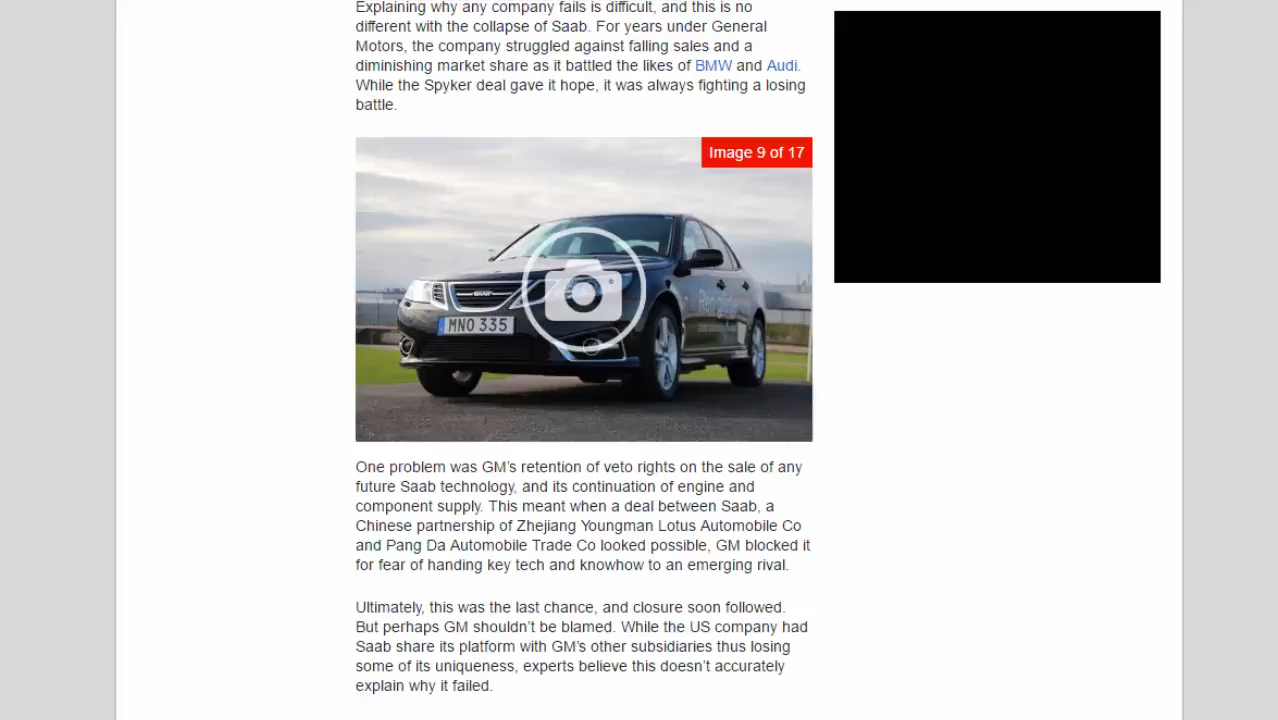 Explaining why any company fails is difficult, and this is no
different with the collapse of Saab. For years under General
Motors, the company struggled against falling sales and a
diminishing market share as it battled the likes of BMW and Audi.
While the Spyker deal gave it hope, it was always fighting a losing
battle.
Image 9 of 17
SAAB
MNO 335
One problem was GM’s retention of veto rights on the sale of any
future Saab technology, and its continuation of engine and
component supply. This meant when a deal between Saab, a
Chinese partnership of Zhejiang Youngman Lotus Automobile Co
and Pang Da Automobile Trade Co looked possible, GM blocked it
for fear of handing key tech and knowhow to an emerging rival.
Ultimately, this was the last chance, and closure soon followed.
But perhaps GM shouldn’t be blamed. While the US company had
Saab share its platform with GM’s other subsidiaries thus losing
some of its uniqueness, experts believe this doesn’t accurately
explain why it failed.